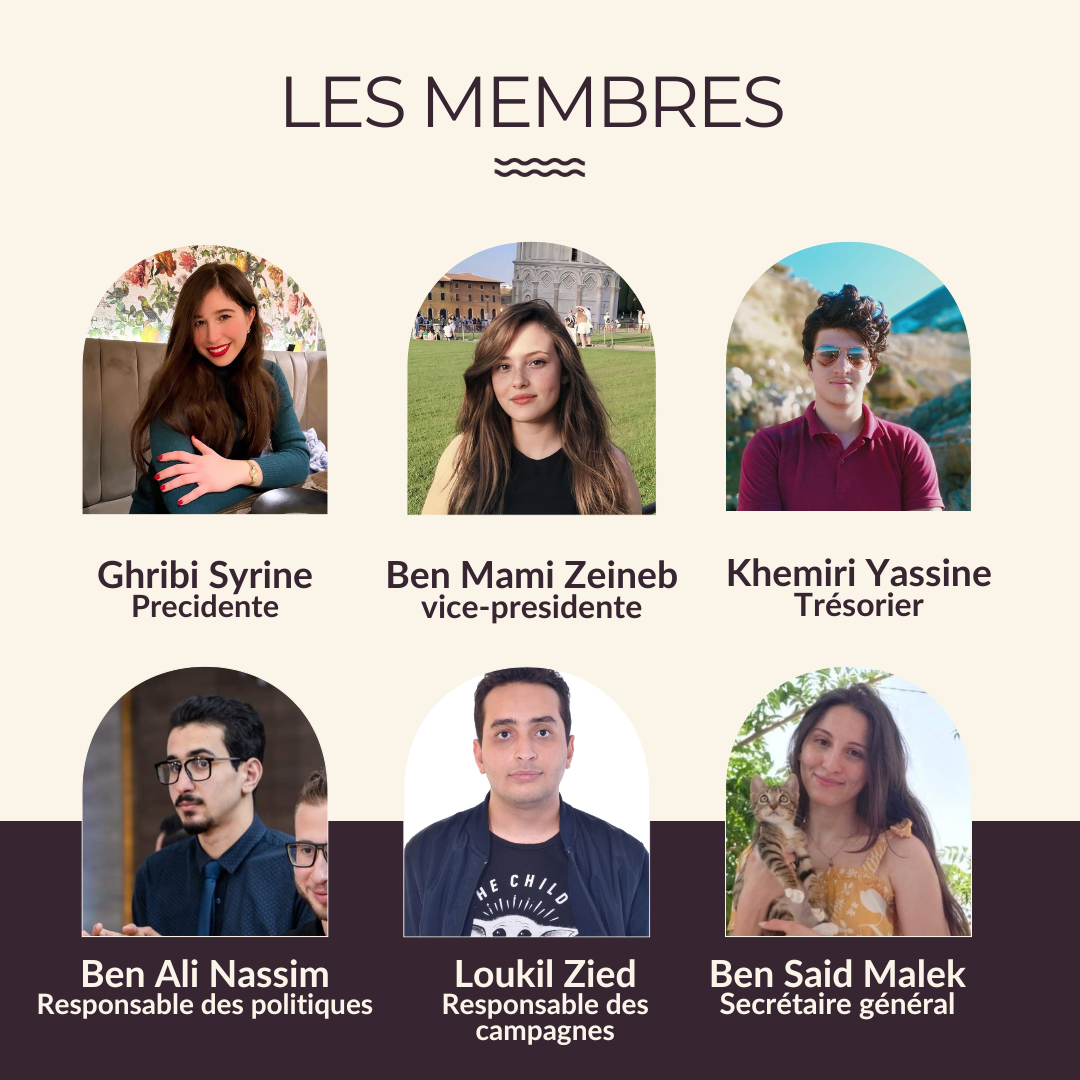 LES MEMBRES
Ghribi Syrine
Precidente
Ben Mami Zeineb
vice-presidente
Khemiri Yassine
Trésorier
HE CHILD
Ben Ali Nassim
Responsable des politiques
Loukil Zied
Responsable des
campagnes
Ben Said Malek
Secrétaire général